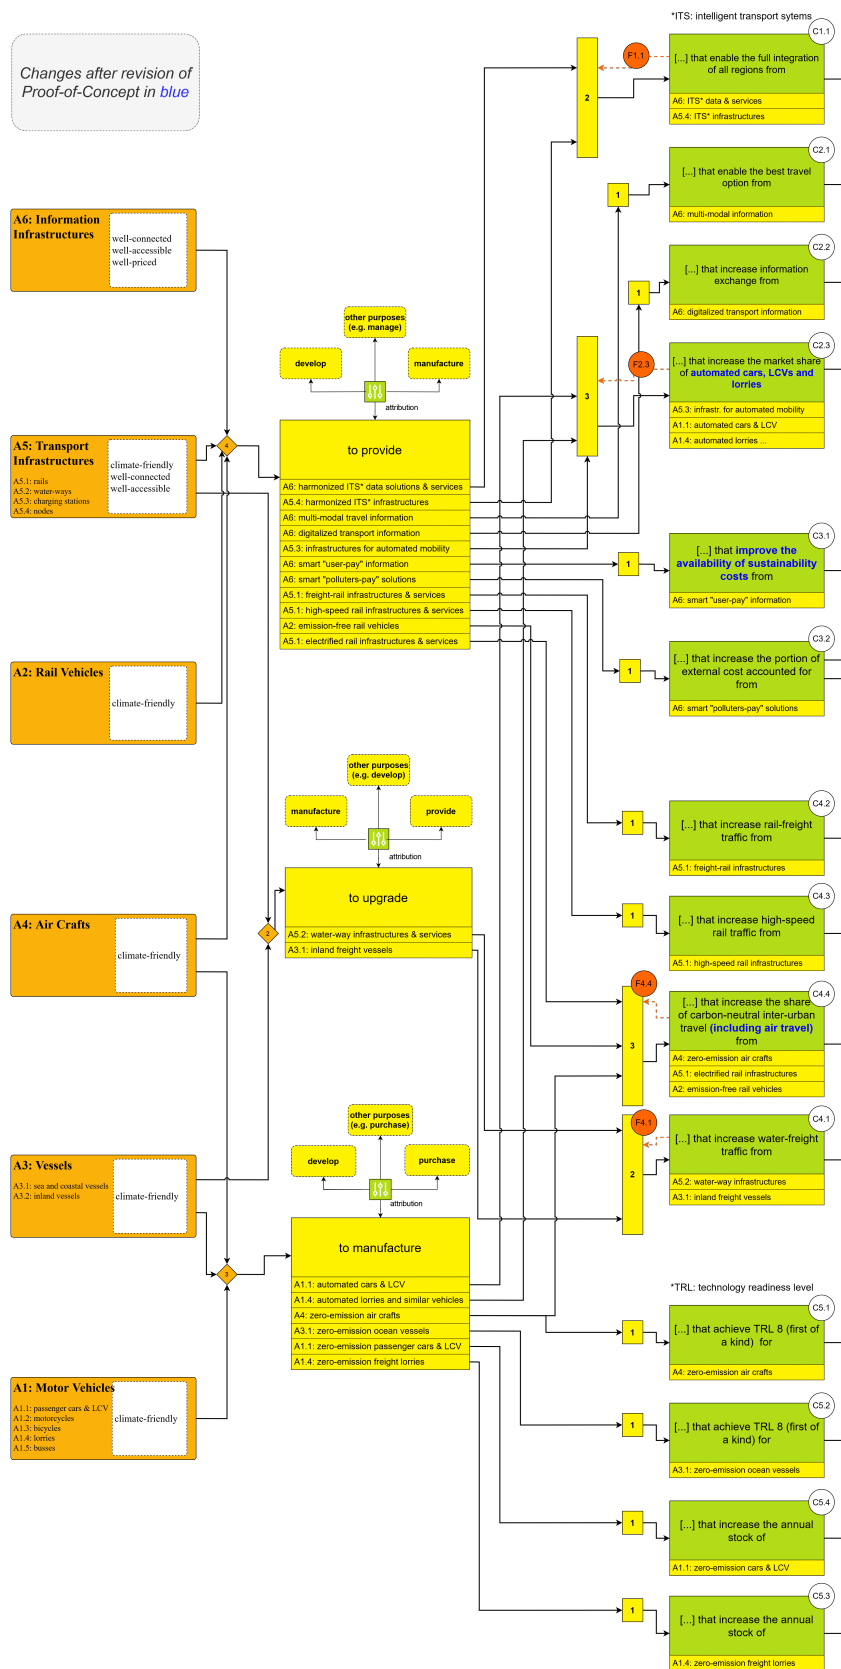 *ITS: intelligent transport sytems
Changes after revision of
Proof-of-Concept in blue
A6: Information
Infrastructures
well-connected
well-accessible
well-priced
A5: Transport
Infrastructures
A5.1: rails
A5.2: water-ways
A5.3: charging stations
A5.4: nodes
climate-friendly
well-connected
well-accessible
A2: Rail Vehicles
climate-friendly
A4: Air Crafts
climate-friendly
A3: Vessels
A3.1: sea and coastal vessels
A3.2: inland vessels
climate-friendly
A1: Motor Vehicles
A1.1: passenger cars & LCV
A1.2: motorcycles
A1.3: bicycles
A1.4: lorries
A1.5: busses
climate-friendly
4
2
3
other purposes
(e.g. manage)
develop
manufacture
attribution
to provide
A6: harmonized ITS* data solutions & services
A5.4: harmonized ITS* infrastructures
A6: multi-modal travel information
A6: digitalized transport information
A5.3: infrastructures for automated mobility
A6: smart "user-pay" information
A6: smart "polluters-pay" solutions
A5.1: freight-rail infrastructures & services
A5.1: high-speed rail infrastructures & services
A2: emission-free rail vehicles
A5.1: electrified rail infrastructures & services
other purposes
(e.g. develop)
manufacture
provide
attribution
to upgrade
A5.2: water-way infrastructures & services
A3.1: inland freight vessels
other purposes
(e.g. purchase)
develop
purchase
attribution
to manufacture
A1.1: automated cars & LCV
A1.4: automated lorries and similar vehicles
A4: zero-emission air crafts
A3.1: zero-emission ocean vessels
A1.1: zero-emission passenger cars & LCV
A1.4: zero-emission freight lorries
2
F1.1
C1.1
[...] that enable the full integration
of all regions from
A6: ITS* data & services
A5.4: ITS* infrastructures
1
C2.1
[...] that enable the best travel
option from
A6: multi-modal information
1
C2.2
[...] that increase information
exchange from
A6: digitalized transport information
3
F2.3
C2.3
[...] that increase the market share
of automated cars, LCVs and
lorries
A5.3: infrastr. for automated mobility
A1.1: automated cars & LCV
A1.4: automated lorries ...
1
C3.1
[...] that improve the
availability of sustainability
costs from
A6: smart "user-pay" information
1
C3.2
[...] that increase the portion of
external cost accounted for
from
A6: smart "polluters-pay" solutions
1
C4.2
[...] that increase rail-freight
traffic from
A5.1: freight-rail infrastructures
1
C4.3
[...] that increase high-speed
rail traffic from
A5.1: high-speed rail infrastructures
3
F4.4
C4.4
[...] that increase the share
of carbon-neutral inter-urban
travel (including air travel)
from
A4: zero-emission air crafts
A5.1: electrified rail infrastructures
A2: emission-free rail vehicles
2
F4.1
C4.1
[...] that increase water-freight
traffic from
A5.2: water-way infrastructures
A3.1: inland freight vessels
*TRL: technology readiness level
1
C5.1
[...] that achieve TRL 8 (first of
a kind) for
A4: zero-emission air crafts
1
C5.2
[...] that achieve TRL 8 (first of
a kind) for
A3.1: zero-emission ocean vessels
1
C5.4
[...] that increase the annual
stock of
A1.1: zero-emission cars & LCV
1
C5.3
[...] that increase the annual
stock of
A1.4: zero-emission freight lorries